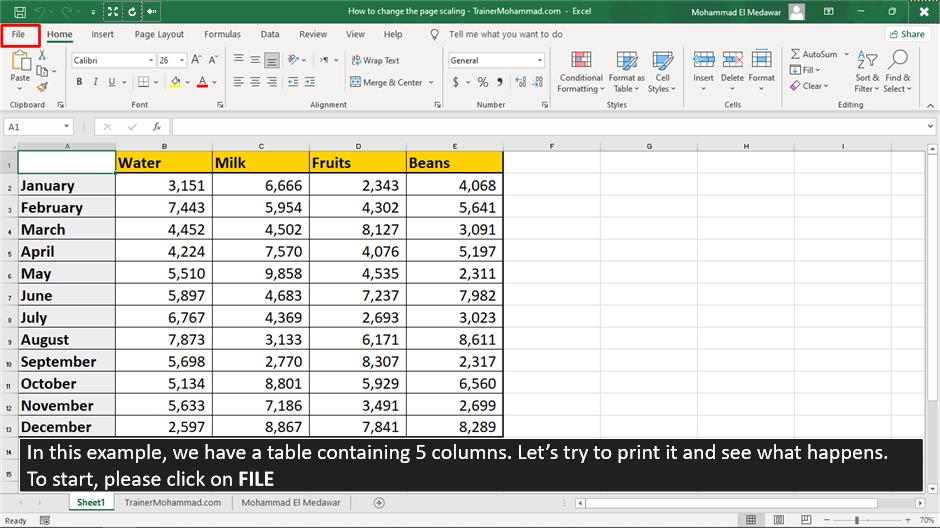 How to change the page scaling - TrainerMohammad.com - Excel
Mohammad El Medawar
File Home Insert Page Layout Formulas Data Review View Help Tell me what you want to do Share
Paste
Clipboard
Calibri 26 A A
B I U A
Font
Wrap Text
Merge & Center
Alignment
General
$ % 9
Number
Conditional Formatting
Format as Table
Cell Styles
Styles
Insert Delete Format
Cells
AutoSum
Fill
Clear
Sort & Filter
Find & Select
Editing
A1 fx
A B C D E F G H I
1 Water Milk Fruits Beans
2 January 3,151 6,666 2,343 4,068
3 February 7,443 5,954 4,302 5,641
4 March 4,452 4,502 8,127 3,091
5 April 4,224 7,570 4,076 5,197
6 May 5,510 9,858 4,535 2,311
7 June 5,897 4,683 7,237 7,982
8 July 6,767 4,369 2,693 3,023
9 August 7,873 3,133 6,171 8,611
10 September 5,698 2,770 8,307 2,317
11 October 5,134 8,801 5,929 6,560
12 November 5,633 7,186 3,491 2,699
13 December 2,597 8,867 7,841 8,289
14
15
In this example, we have a table containing 5 columns. Let's try to print it and see what happens.
To start, please click on FILE
Sheet1 TrainerMohammad.com Mohammad El Medawar
Ready 70%